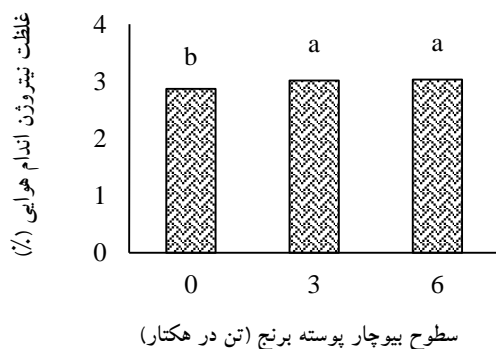 غلظت نیتروژن اندام هوایی (٪)
4
3
2
1
0
b
a
a
0
3
6
سطوح بیوچار پوسته برنج (تن در هکتار)